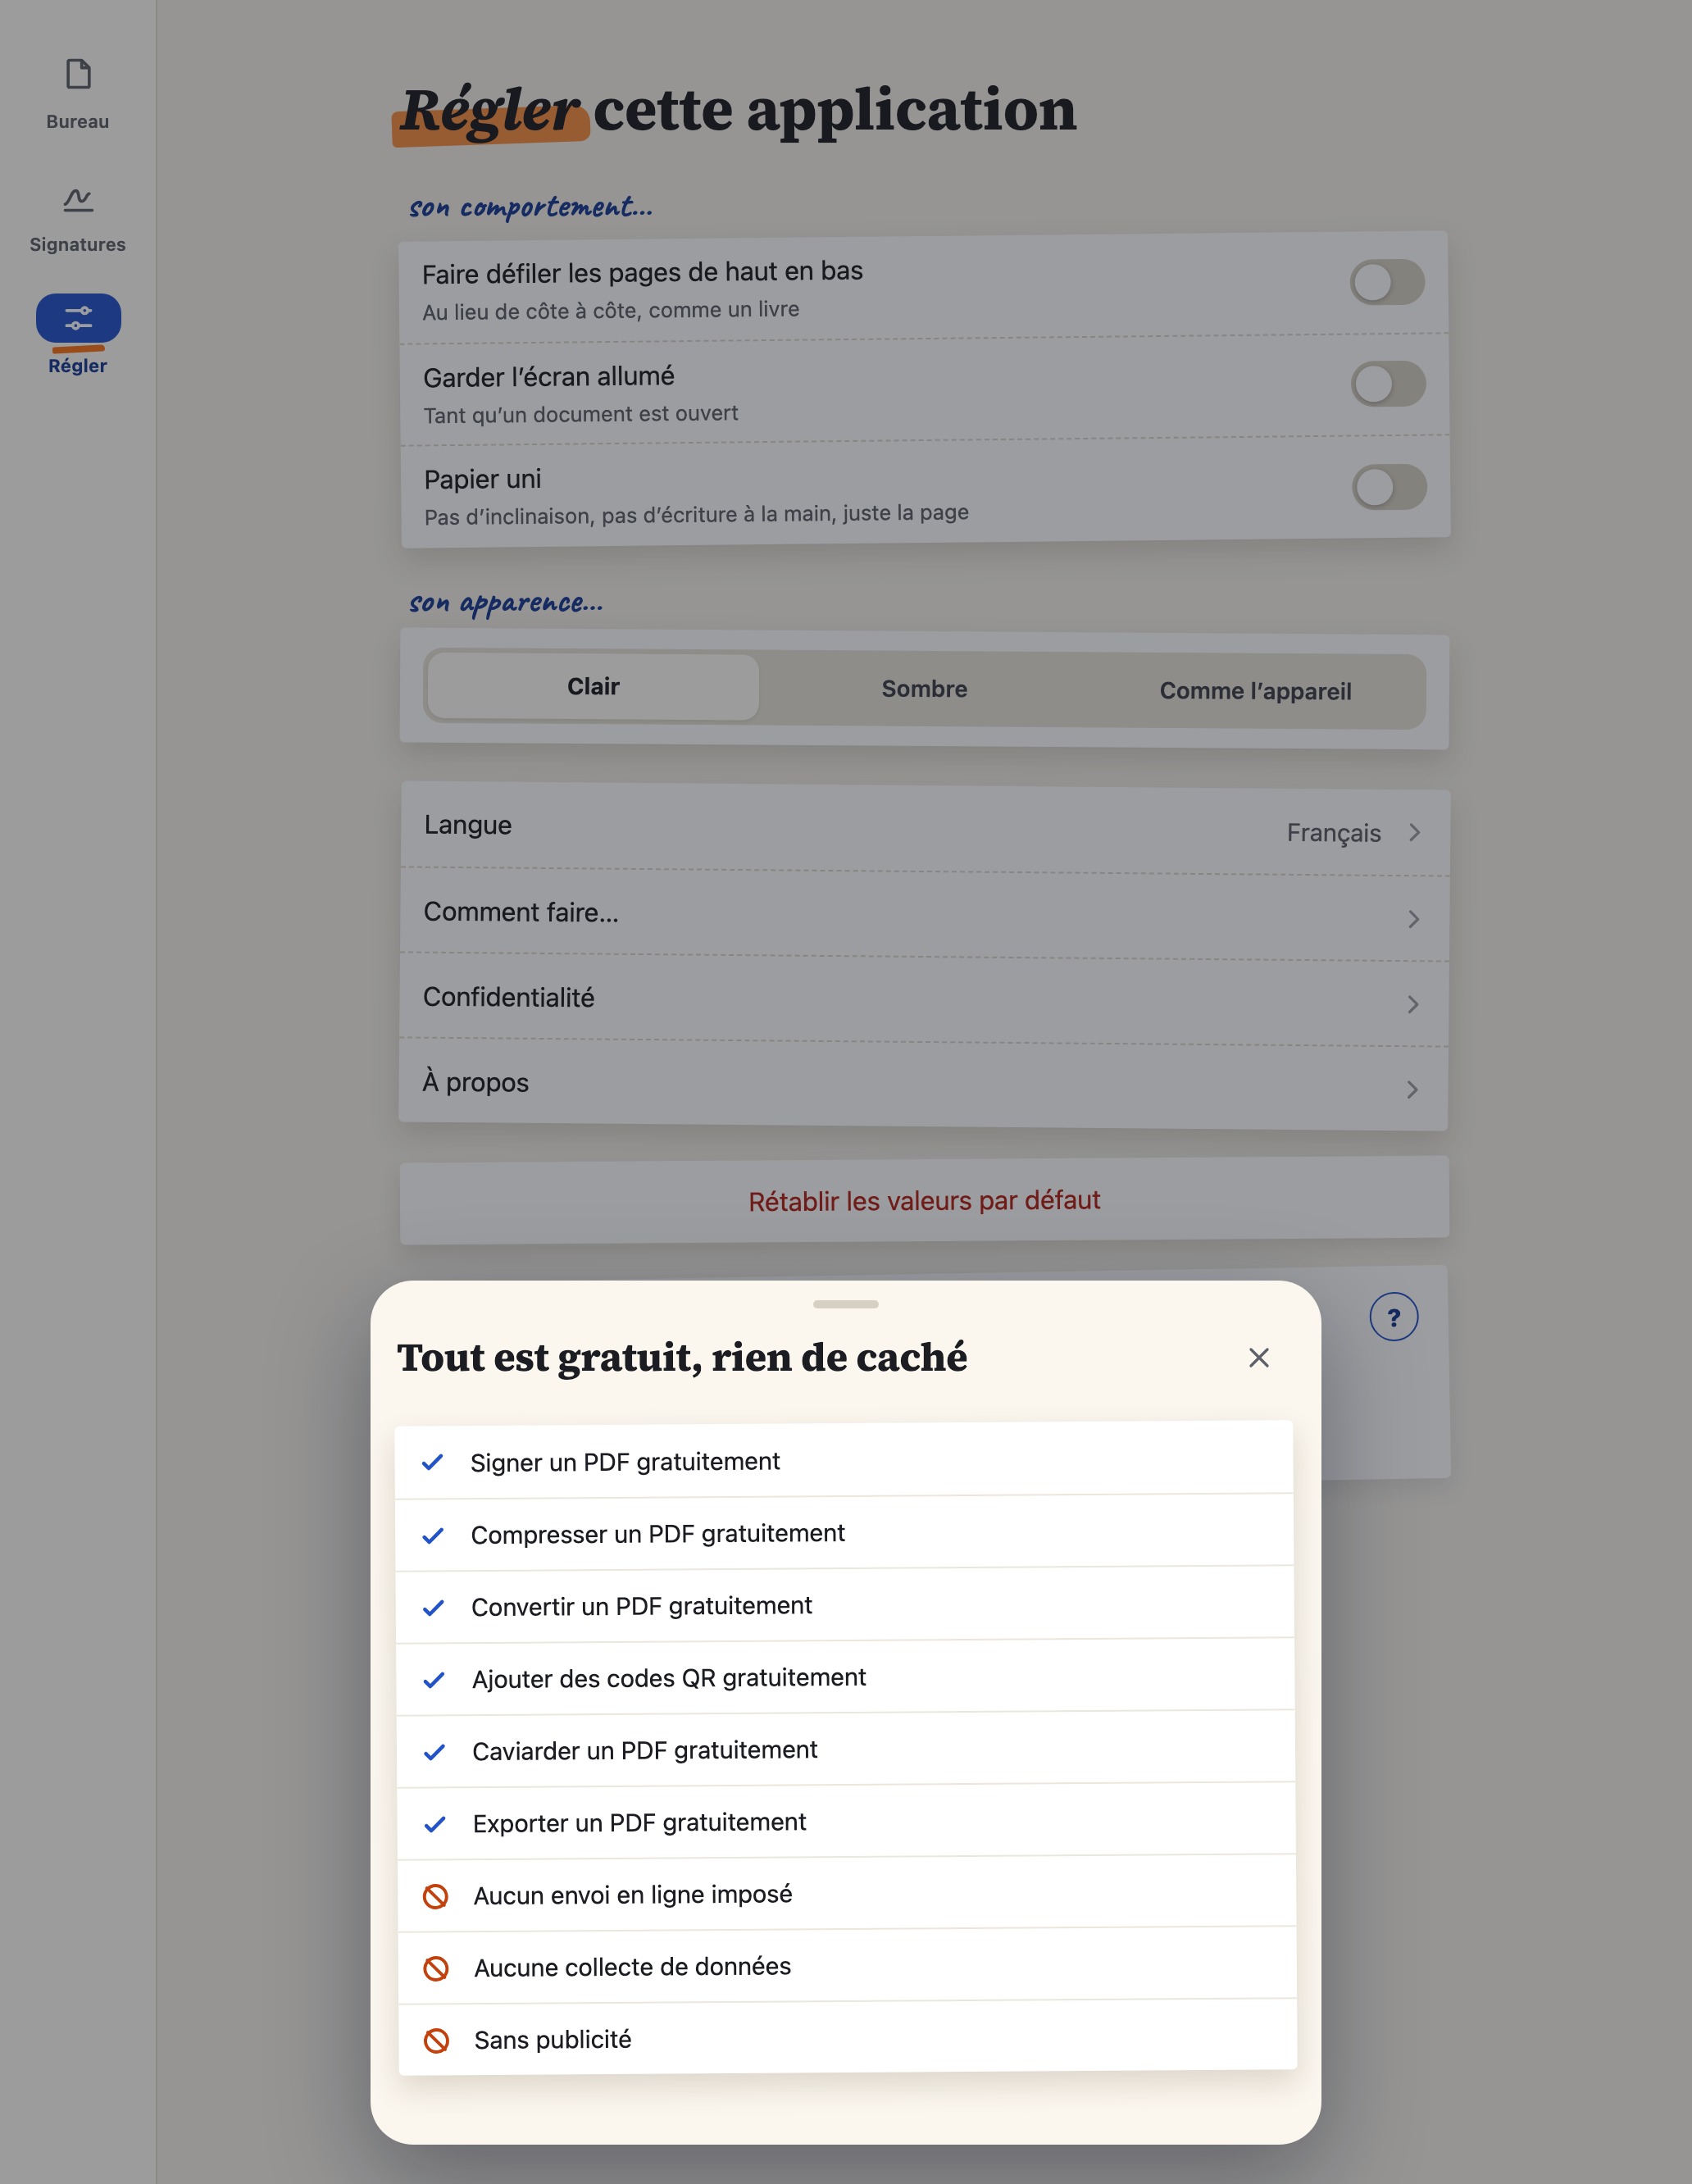 Bureau
Signatures
Régler
Régler cette application
son comportement...
Faire défiler les pages de haut en bas
Au lieu de côte à côte, comme un livre
Garder l’écran allumé
Tant qu’un document est ouvert
Papier uni
Pas d’inclinaison, pas d’écriture à la main, juste la page
son apparence...
Clair
Sombre
Comme l’appareil
Langue
Français
Comment faire...
Confidentialité
À propos
Rétablir les valeurs par défaut
?
Tout est gratuit, rien de caché
Signer un PDF gratuitement
Compresser un PDF gratuitement
Convertir un PDF gratuitement
Ajouter des codes QR gratuitement
Caviarder un PDF gratuitement
Exporter un PDF gratuitement
Aucun envoi en ligne imposé
Aucune collecte de données
Sans publicité